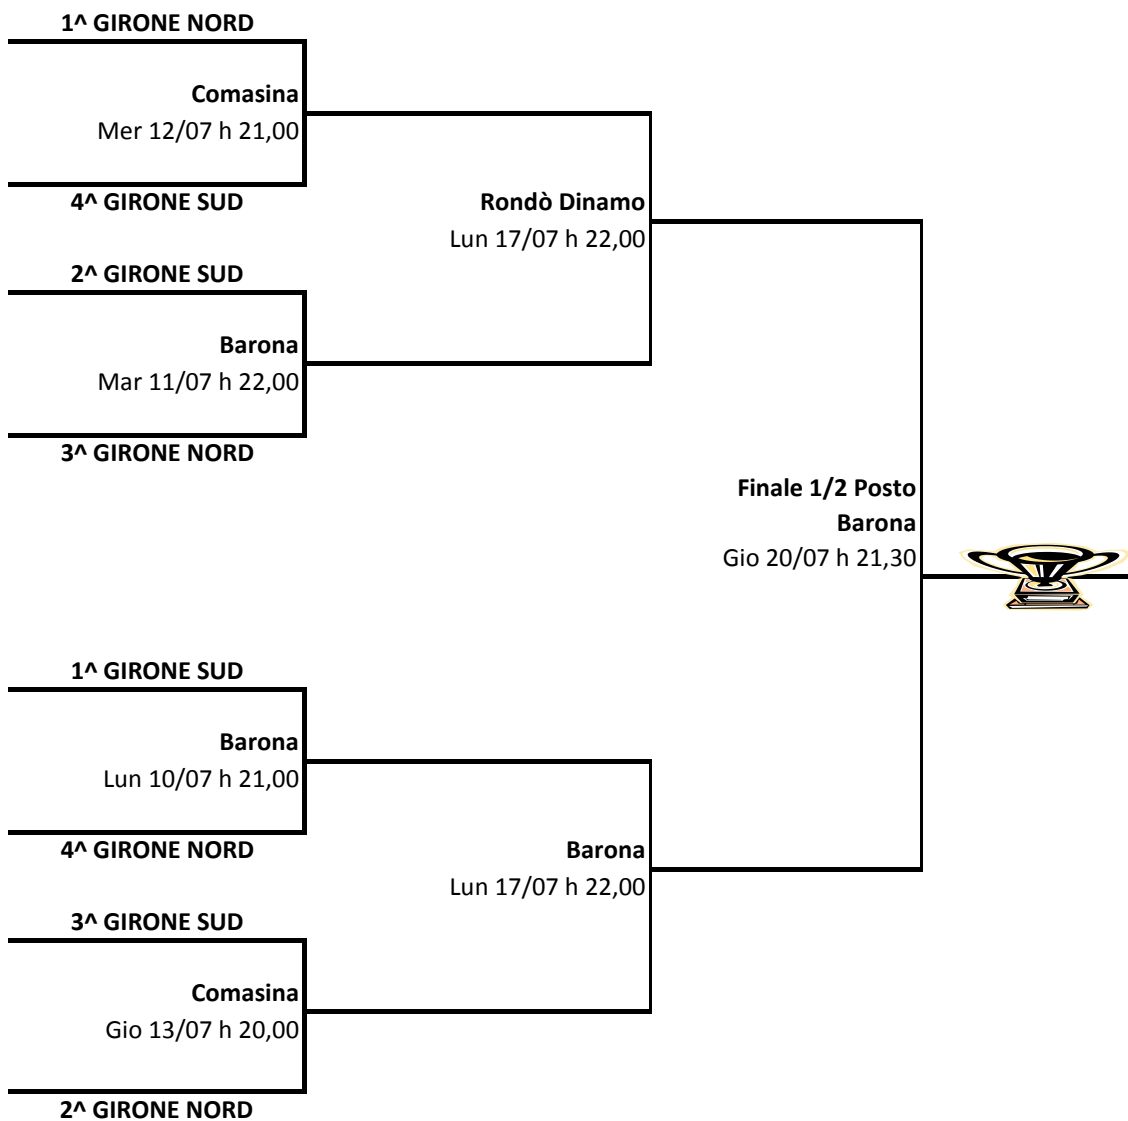 1^ GIRONE NORD
Comasina
Mer 12/07 h 21,00
4^ GIRONE SUD
Rondò Dinamo
Lun 17/07 h 22,00
2^ GIRONE SUD
Barona
Mar 11/07 h 22,00
3^ GIRONE NORD
Finale 1/2 Posto
Barona
Gio 20/07 h 21,30
1^ GIRONE SUD
Barona
Lun 10/07 h 21,00
4^ GIRONE NORD
Barona
Lun 17/07 h 22,00
3^ GIRONE SUD
Comasina
Gio 13/07 h 20,00
2^ GIRONE NORD